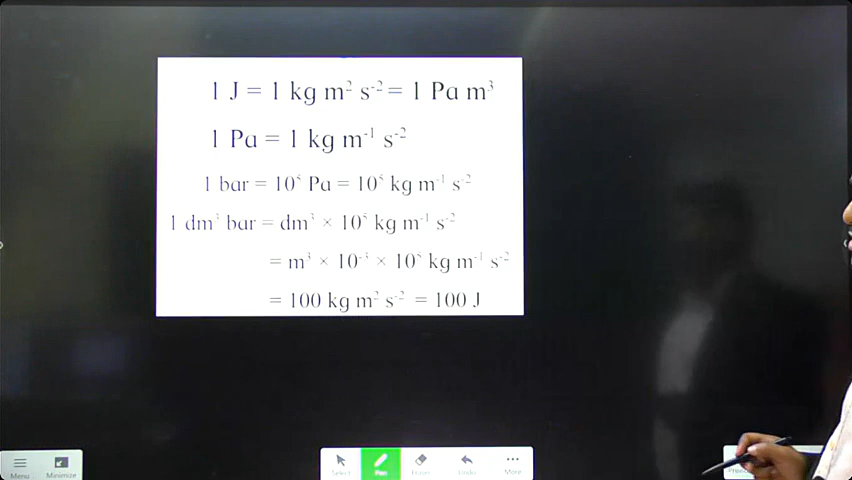 1 J = 1 kg m² s⁻² = 1 Pa m³
1 Pa = 1 kg m⁻¹ s⁻²
1 bar = 10⁵ Pa = 10⁵ kg m⁻¹ s⁻²
1 dm³ bar = dm³ × 10⁵ kg m⁻¹ s⁻²
= m³ × 10⁻³ × 10⁵ kg m⁻¹ s⁻²
= 100 kg m² s⁻² = 100 J
Menu Minimize Select Pen Eraser Undo More